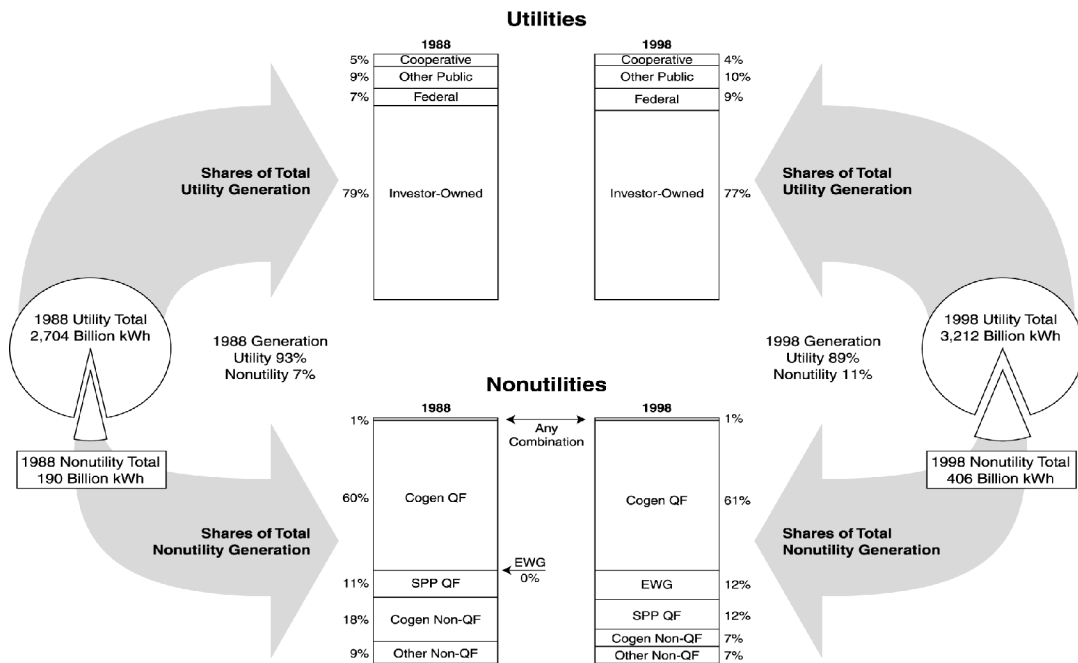 Utilities
1988
5% Cooperative
9% Other Public
7% Federal
79% Investor-Owned
1998
Cooperative 4%
Other Public 10%
Federal 9%
Investor-Owned 77%
Shares of Total
Utility Generation
Shares of Total
Utility Generation
1988 Utility Total
2,704 Billion kWh
1988 Generation
Utility 93%
Nonutility 7%
1998 Generation
Utility 89%
Nonutility 11%
1998 Utility Total
3,212 Billion kWh
1988 Nonutility Total
190 Billion kWh
1998 Nonutility Total
406 Billion kWh
Nonutilities
1988
1%
60% Cogen QF
11% SPP QF
18% Cogen Non-QF
9% Other Non-QF
Any
Combination
EWG
0%
1998
1%
Cogen QF 61%
EWG 12%
SPP QF 12%
Cogen Non-QF 7%
Other Non-QF 7%
Shares of Total
Nonutility Generation
Shares of Total
Nonutility Generation